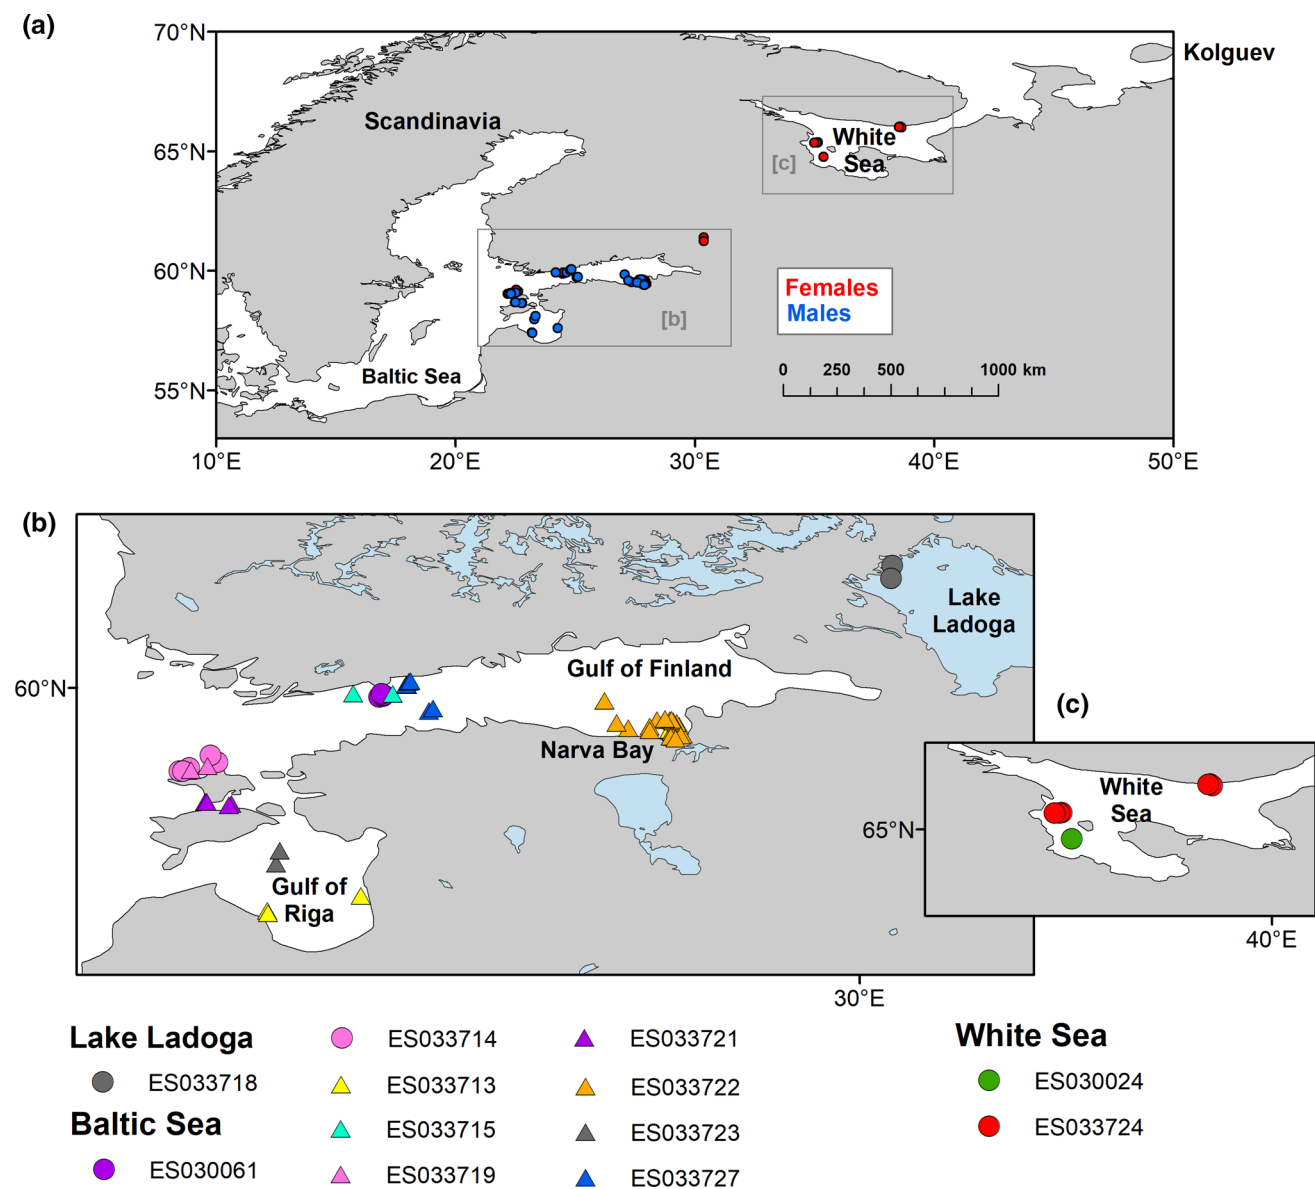 (a)
70°N
Kolguev
Scandinavia
White
Sea
65°N
[c]
60°N
Females
Males
[b]
0 250 500 1000 km
Baltic Sea
55°N
10°E 20°E 30°E 40°E 50°E
(b)
Lake
Ladoga
Gulf of Finland
60°N
(c)
Narva Bay
White
Sea
65°N
Gulf of
Riga
40°E
30°E
Lake Ladoga
ES033718
Baltic Sea
ES030061
ES033714
ES033713
ES033715
ES033719
ES033721
ES033722
ES033723
ES033727
White Sea
ES030024
ES033724